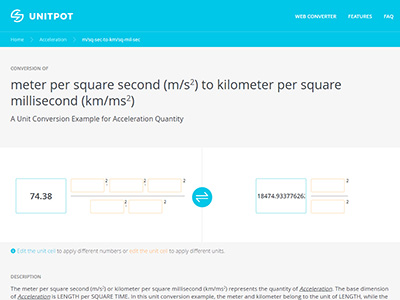 UNITPOT
WEB CONVERTER FEATURES FAQ
Home Acceleration m/sq-sec-to-km/sq-mil-sec
CONVERSION OF
meter per square second (m/s²) to kilometer per square
millisecond (km/ms²)
A Unit Conversion Example for Acceleration Quantity
2 2 2 2
74.38 18474.93377626
2 2 2
Edit the unit cell to apply different numbers or edit the unit cell to apply different units.
DESCRIPTION
The meter per square second (m/s²) or kilometer per square millisecond (km/ms²) represents the quantity of Acceleration. The base dimension
of Acceleration is LENGTH per SQUARE TIME. In this unit conversion example, the meter and kilometer belong to the unit of LENGTH, while the